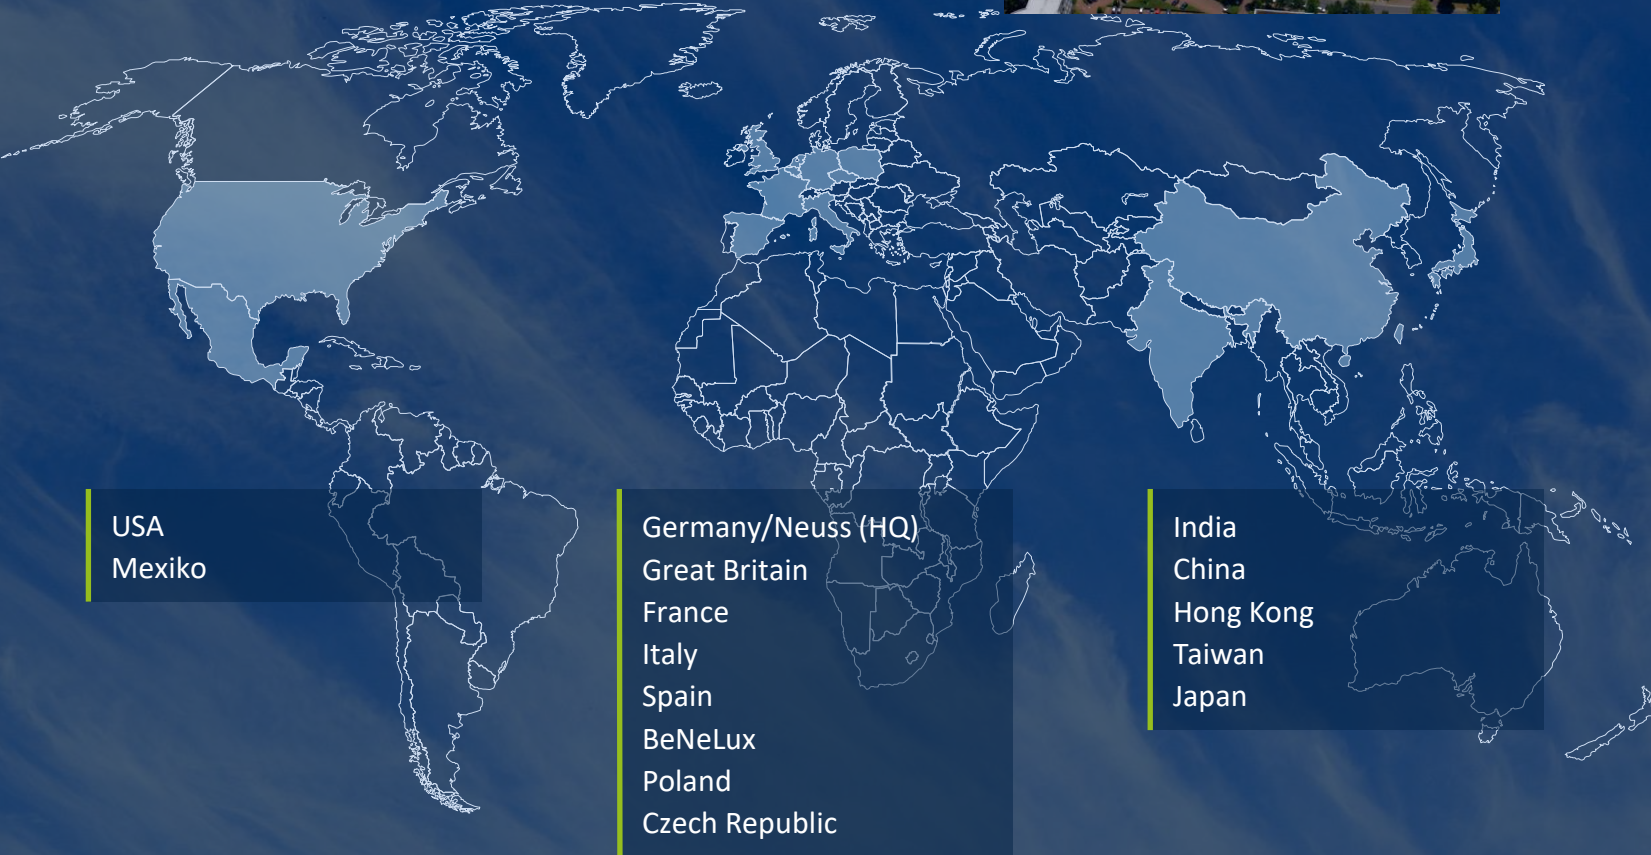 USA
Mexiko
Germany/Neuss (HQ)
Great Britain
France
Italy
Spain
BeNeLux
Poland
Czech Republic
India
China
Hong Kong
Taiwan
Japan